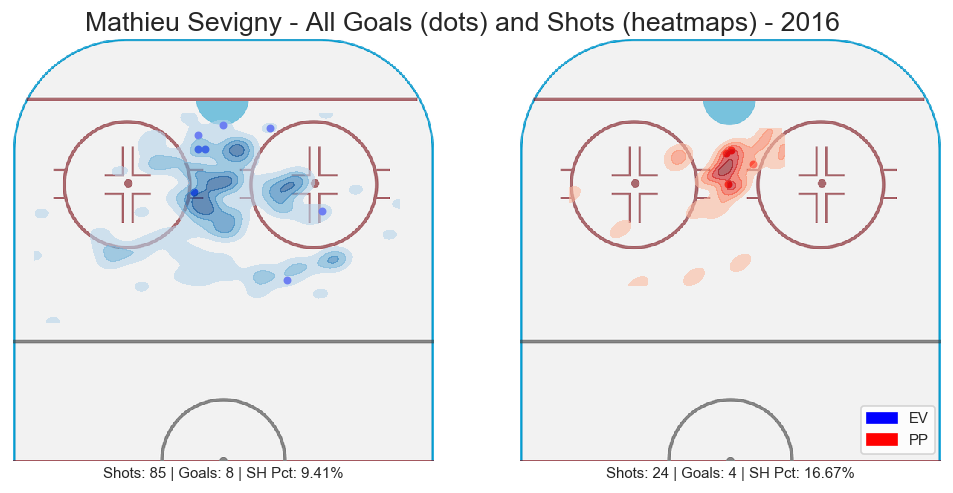 Mathieu Sevigny - All Goals (dots) and Shots (heatmaps) - 2016
EV
PP
Shots: 85 | Goals: 8 | SH Pct: 9.41%
Shots: 24 | Goals: 4 | SH Pct: 16.67%